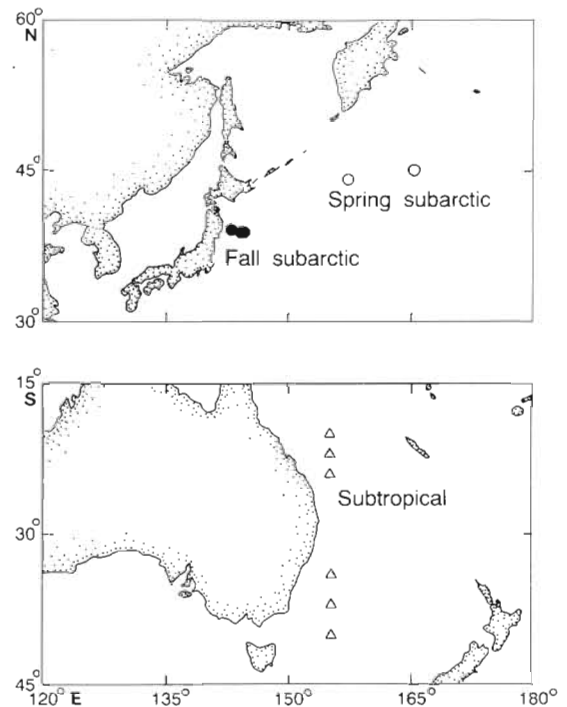 60°
N
45°
Spring subarctic
Fall subarctic
30°
15°
S
Subtropical
30°
45°
120° E 135° 150° 165° 180°